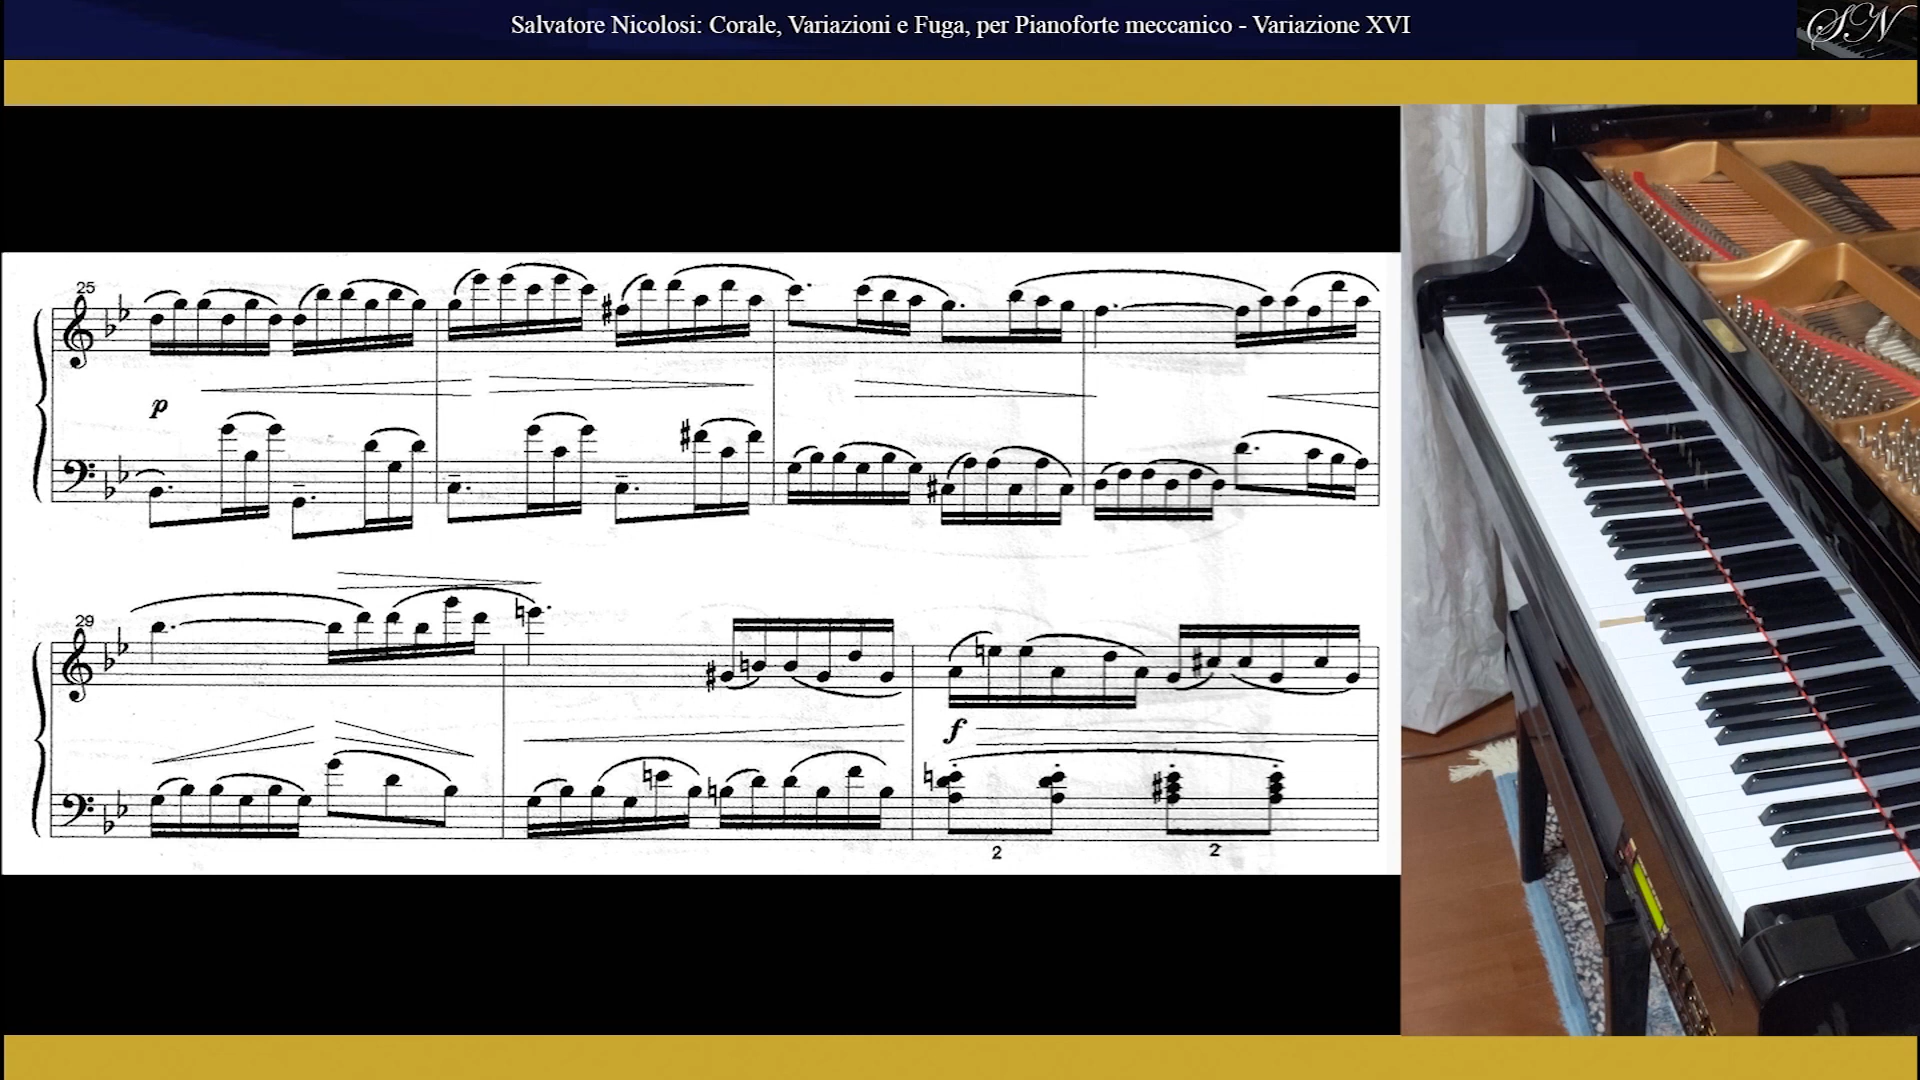 Salvatore Nicolosi: Corale, Variazioni e Fuga, per Pianoforte meccanico - Variazione XVI
SN
25
p
29
f
2 2